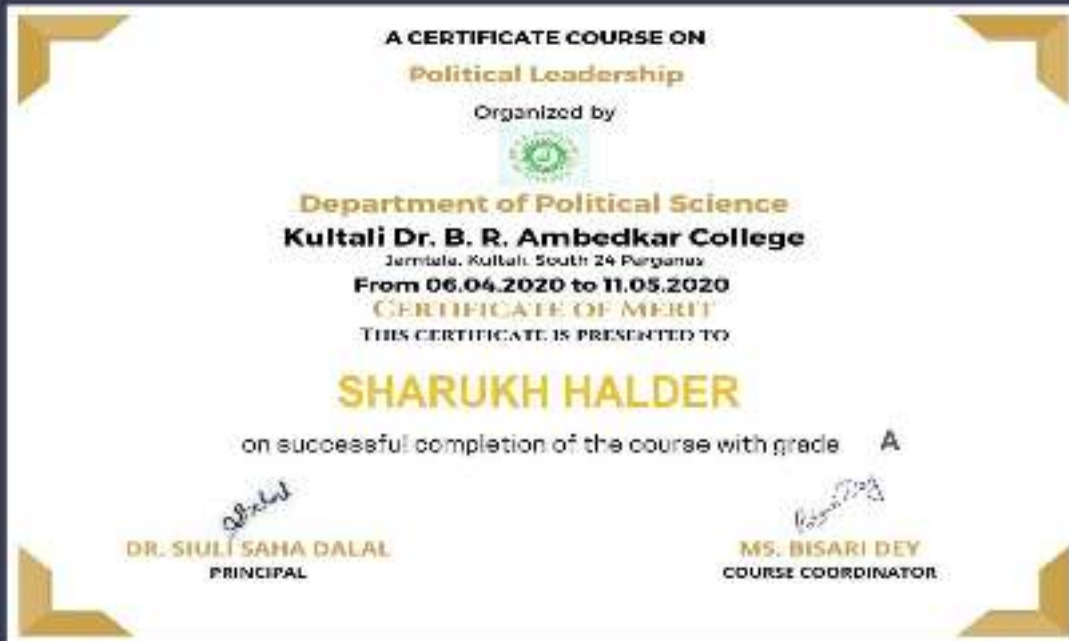 A CERTIFICATE COURSE ON
Political Leadership
Organized by
Department of Political Science
Kultali Dr. B. R. Ambedkar College
Jamtala, Kultali, South 24 Parganas
From 06.04.2020 to 11.05.2020
CERTIFICATE OF MERIT
THIS CERTIFICATE IS PRESENTED TO
SHARUKH HALDER
on successful completion of the course with grade A
DR. SIULI SAHA DALAL
PRINCIPAL
MS. BISARI DEY
COURSE COORDINATOR